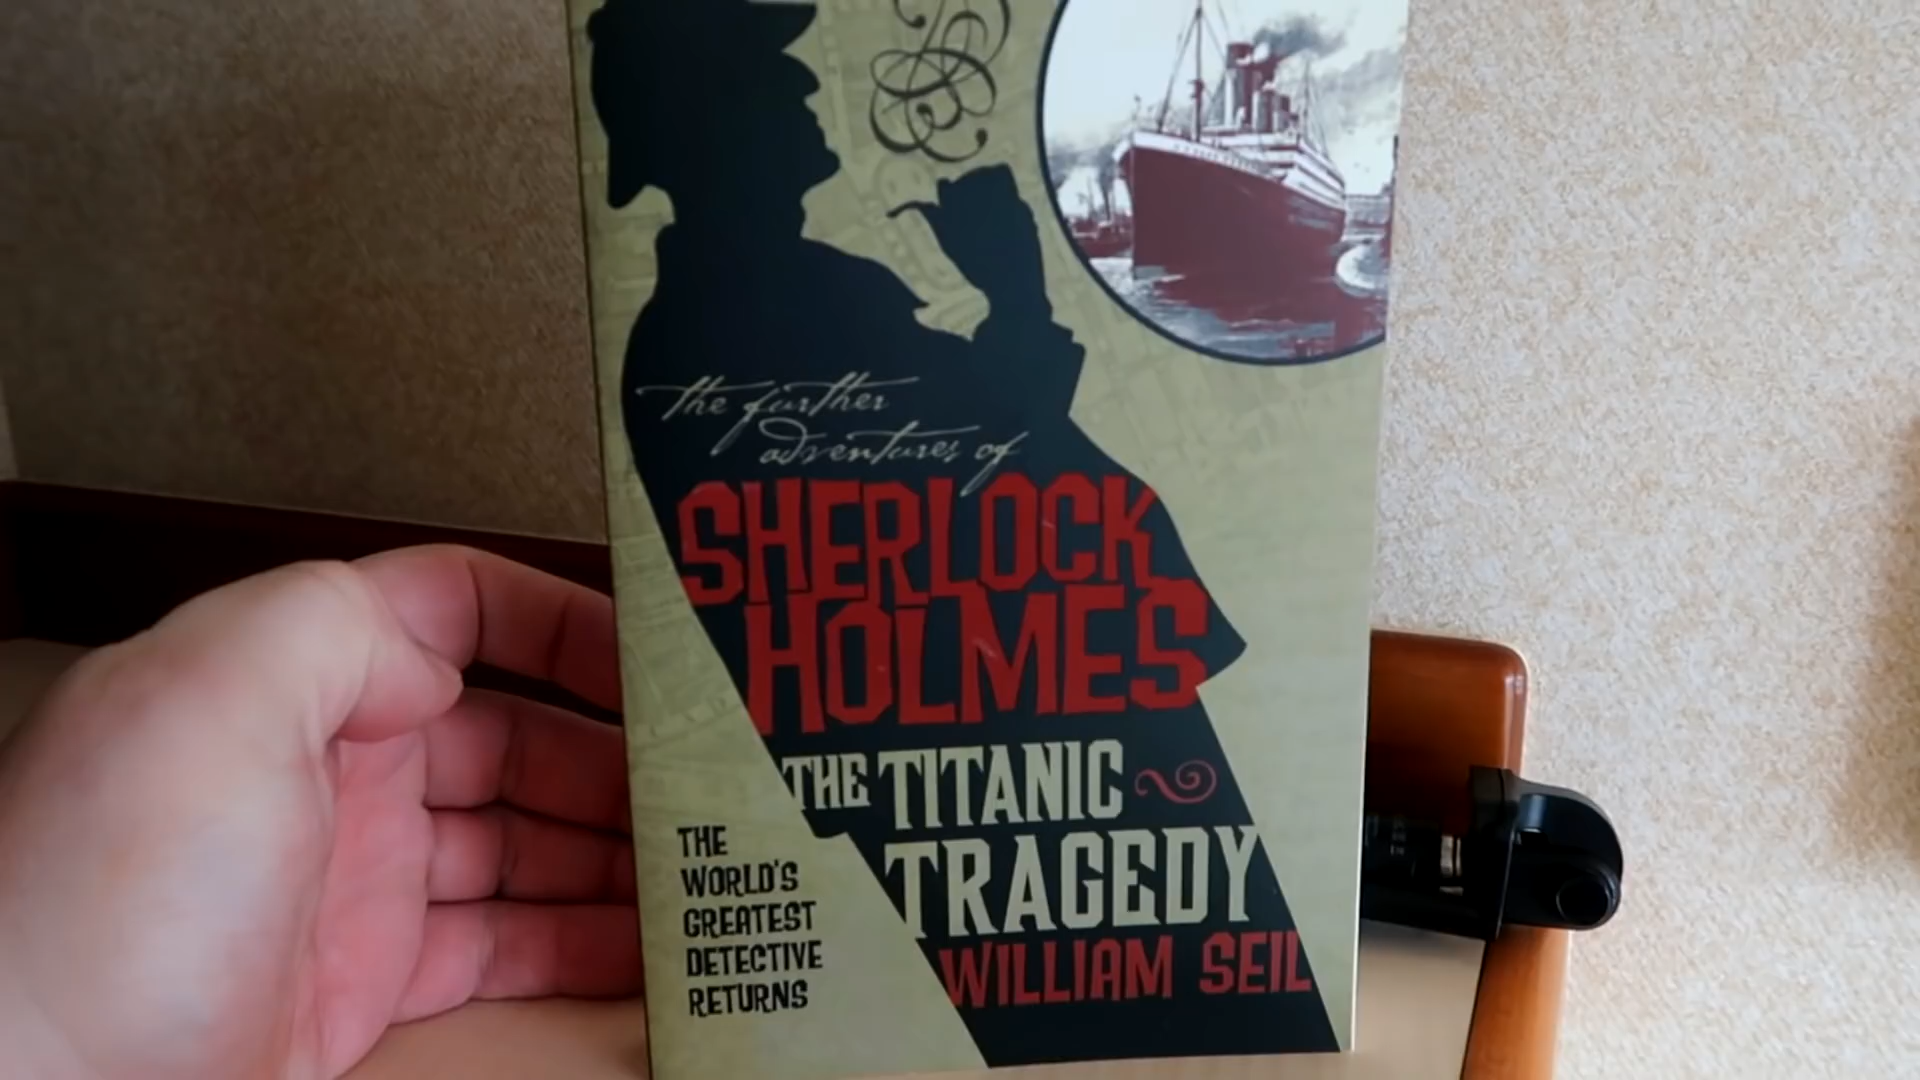 the further
adventures of
SHERLOCK
HOLMES
THE TITANIC
TRAGEDY
WILLIAM SEIL
THE
WORLD'S
GREATEST
DETECTIVE
RETURNS